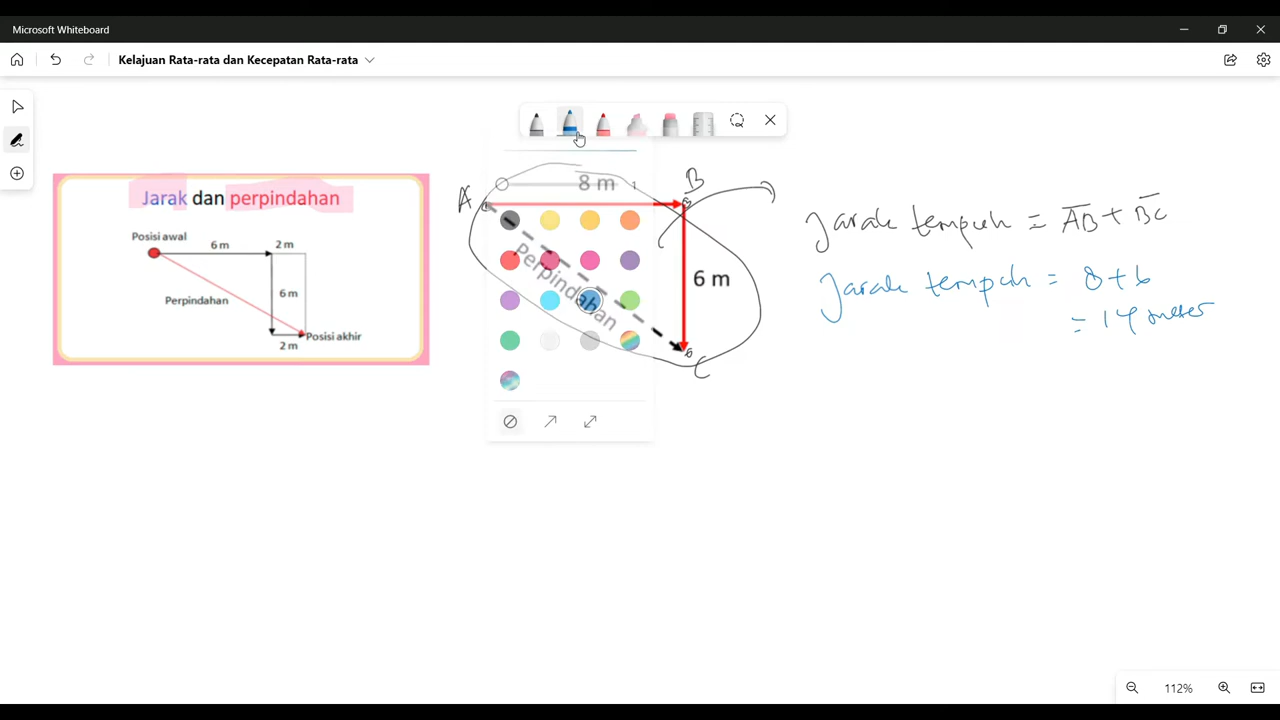 Microsoft Whiteboard
Kelajuan Rata-rata dan Kecepatan Rata-rata
Jarak dan perpindahan
Posisi awal
6 m
2 m
6 m
Perpindahan
Posisi akhir
2 m
A
8 m
B
Perpindahan
6 m
C
Jarak tempuh = AB + BC
Jarak tempuh = 8 + 6
= 14 meter
112%